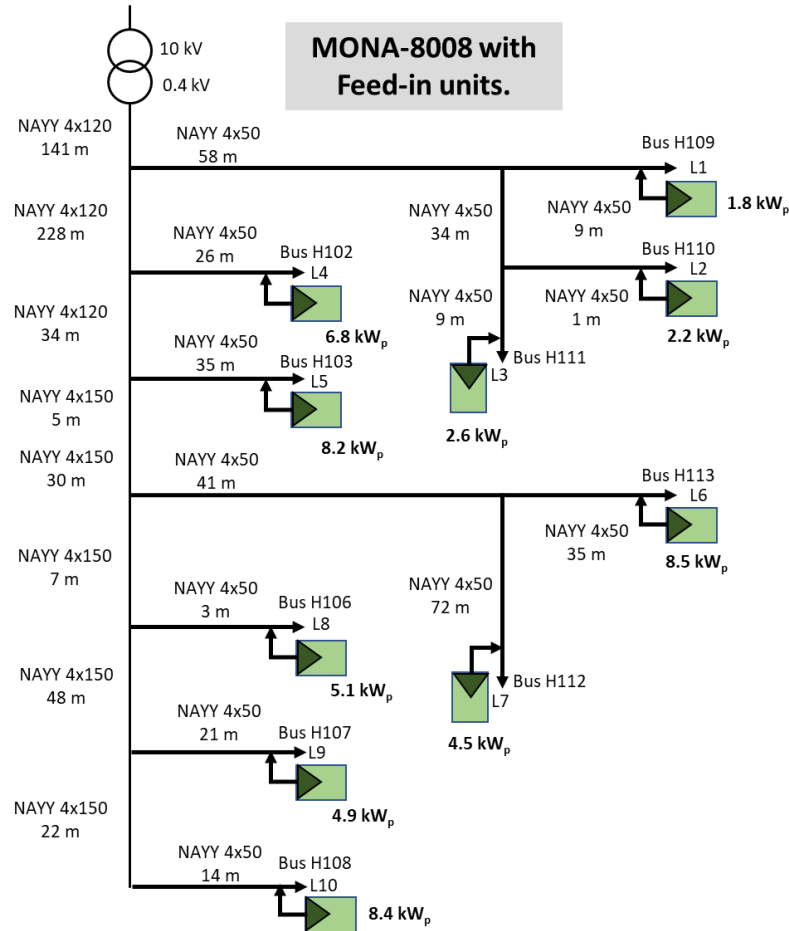 10 kV
0.4 kV
MONA-8008 with
Feed-in units.
NAYY 4x120
141 m
NAYY 4x50
58 m
Bus H109
L1
1.8 kWp
NAYY 4x120
228 m
NAYY 4x50
26 m
Bus H102
L4
6.8 kWp
NAYY 4x50
34 m
NAYY 4x50
9 m
Bus H110
L2
2.2 kWp
NAYY 4x50
9 m
NAYY 4x50
1 m
Bus H111
L3
2.6 kWp
NAYY 4x120
34 m
NAYY 4x50
35 m
Bus H103
L5
8.2 kWp
NAYY 4x150
5 m
NAYY 4x150
30 m
NAYY 4x50
41 m
Bus H113
L6
8.5 kWp
NAYY 4x50
35 m
NAYY 4x150
7 m
NAYY 4x50
3 m
Bus H106
L8
5.1 kWp
NAYY 4x50
72 m
Bus H112
L7
4.5 kWp
NAYY 4x150
48 m
NAYY 4x50
21 m
Bus H107
L9
4.9 kWp
NAYY 4x150
22 m
NAYY 4x50
14 m
Bus H108
L10
8.4 kWp